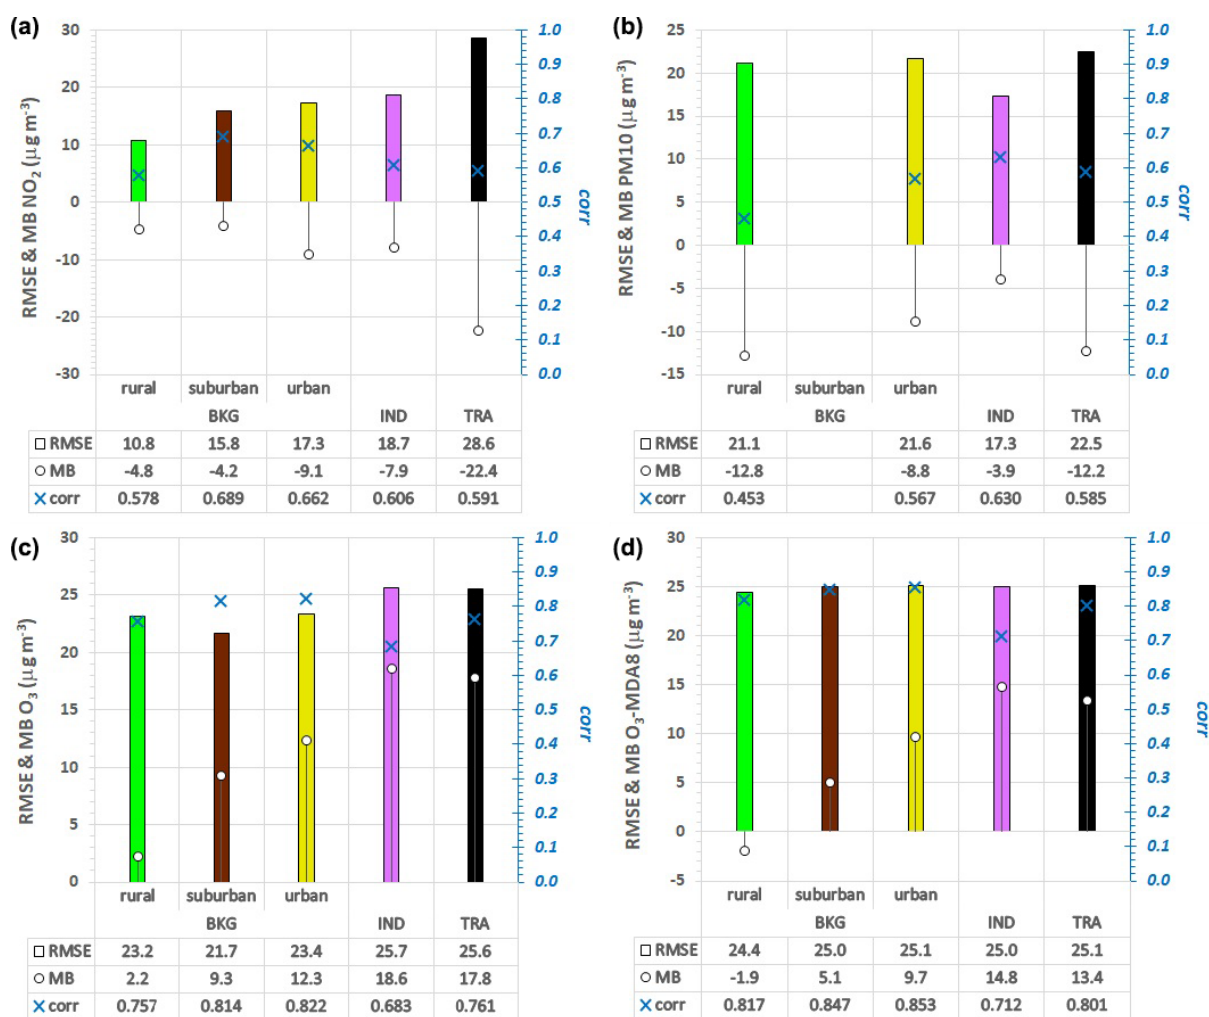 (a)
30
20
10
0
-10
-20
-30
RMSE & MB NO2 (µg m-3)
1.0
0.9
0.8
0.7
0.6
0.5
0.4
0.3
0.2
0.1
0.0
corr
rural suburban urban
BKG IND TRA
RMSE 10.8 15.8 17.3 18.7 28.6
MB -4.8 -4.2 -9.1 -7.9 -22.4
corr 0.578 0.689 0.662 0.606 0.591
(b)
25
20
15
10
5
0
-5
-10
-15
RMSE & MB PM10 (µg m-3)
1.0
0.9
0.8
0.7
0.6
0.5
0.4
0.3
0.2
0.1
0.0
corr
rural suburban urban
BKG IND TRA
RMSE 21.1 21.6 17.3 22.5
MB -12.8 -8.8 -3.9 -12.2
corr 0.453 0.567 0.630 0.585
(c)
30
25
20
15
10
5
0
RMSE & MB O3 (µg m-3)
1.0
0.9
0.8
0.7
0.6
0.5
0.4
0.3
0.2
0.1
0.0
corr
rural suburban urban
BKG IND TRA
RMSE 23.2 21.7 23.4 25.7 25.6
MB 2.2 9.3 12.3 18.6 17.8
corr 0.757 0.814 0.822 0.683 0.761
(d)
30
25
20
15
10
5
0
-5
RMSE & MB O3-MDA8 (µg m-3)
1.0
0.9
0.8
0.7
0.6
0.5
0.4
0.3
0.2
0.1
0.0
corr
rural suburban urban
BKG IND TRA
RMSE 24.4 25.0 25.1 25.0 25.1
MB -1.9 5.1 9.7 14.8 13.4
corr 0.817 0.847 0.853 0.712 0.801